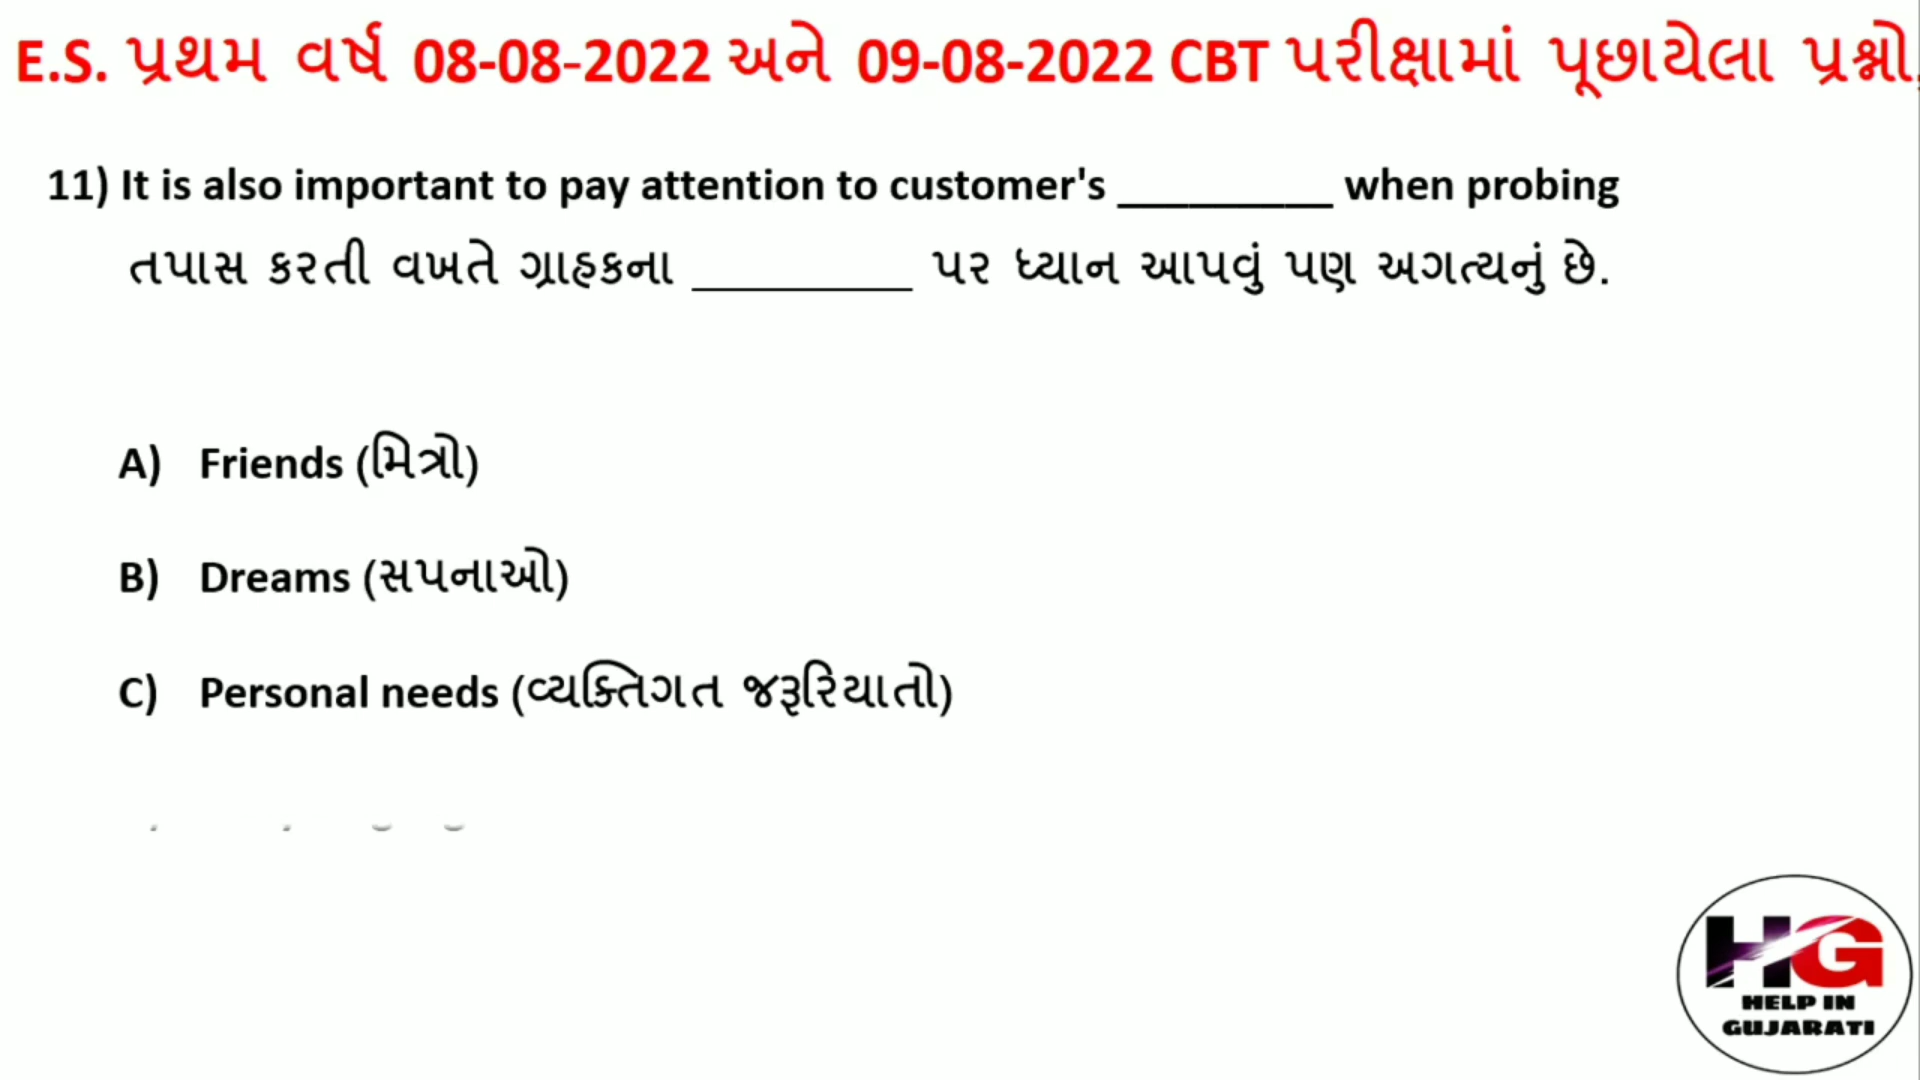 E.S. પ્રથમ વર્ષ 08-08-2022 અને 09-08-2022 CBT પરીક્ષામાં પૂછાયેલા પ્રશ્નો.
11) It is also important to pay attention to customer's _________ when probing
તપાસ કરતી વખતે ગ્રાહકના _________ પર ધ્યાન આપવું પણ અગત્યનું છે.
A) Friends (મિત્રો)
B) Dreams (સપનાઓ)
C) Personal needs (વ્યક્તિગત જરૂરિયાતો)
HG
HELP IN
GUJARATI